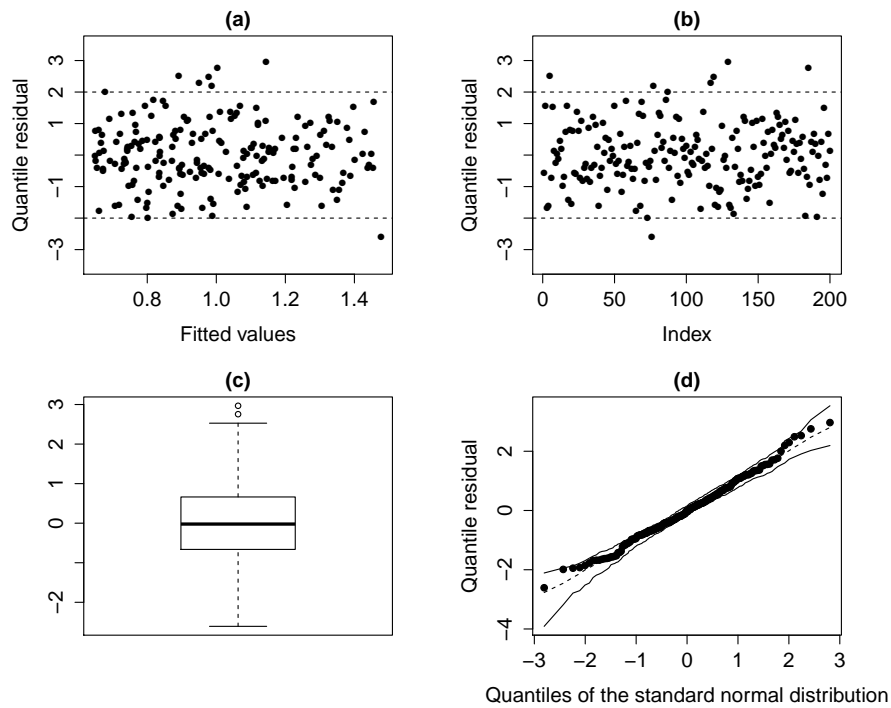 (a)
Quantile residual
3
2
1
−1
−3
0.8 1.0 1.2 1.4
Fitted values
(b)
Quantile residual
3
2
1
−1
−3
0 50 100 150 200
Index
(c)
3
2
1
0
−2
(d)
Quantile residual
2
0
−2
−4
−3 −2 −1 0 1 2 3
Quantiles of the standard normal distribution